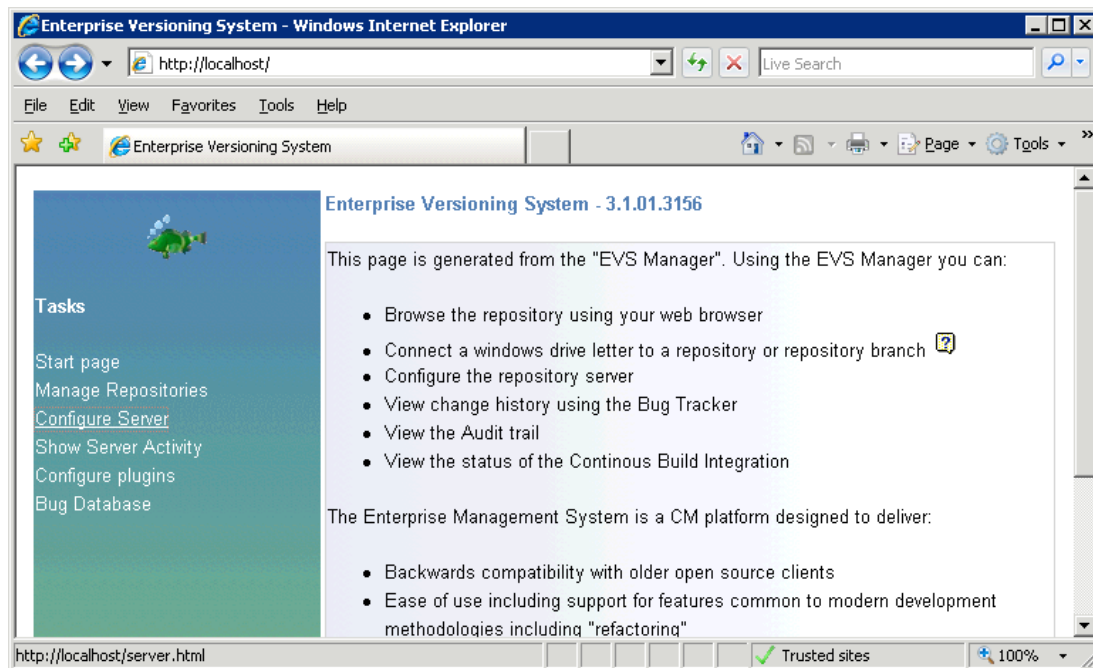 Enterprise Versioning System - Windows Internet Explorer
http://localhost/
Live Search
File Edit View Favorites Tools Help
Enterprise Versioning System
Page Tools »
Enterprise Versioning System - 3.1.01.3156
This page is generated from the "EVS Manager". Using the EVS Manager you can:
• Browse the repository using your web browser
• Connect a windows drive letter to a repository or repository branch ?
• Configure the repository server
• View change history using the Bug Tracker
• View the Audit trail
• View the status of the Continous Build Integration
The Enterprise Management System is a CM platform designed to deliver:
• Backwards compatibility with older open source clients
• Ease of use including support for features common to modern development
methodologies including "refactoring"
Tasks
Start page
Manage Repositories
Configure Server
Show Server Activity
Configure plugins
Bug Database
http://localhost/server.html
Trusted sites
100%